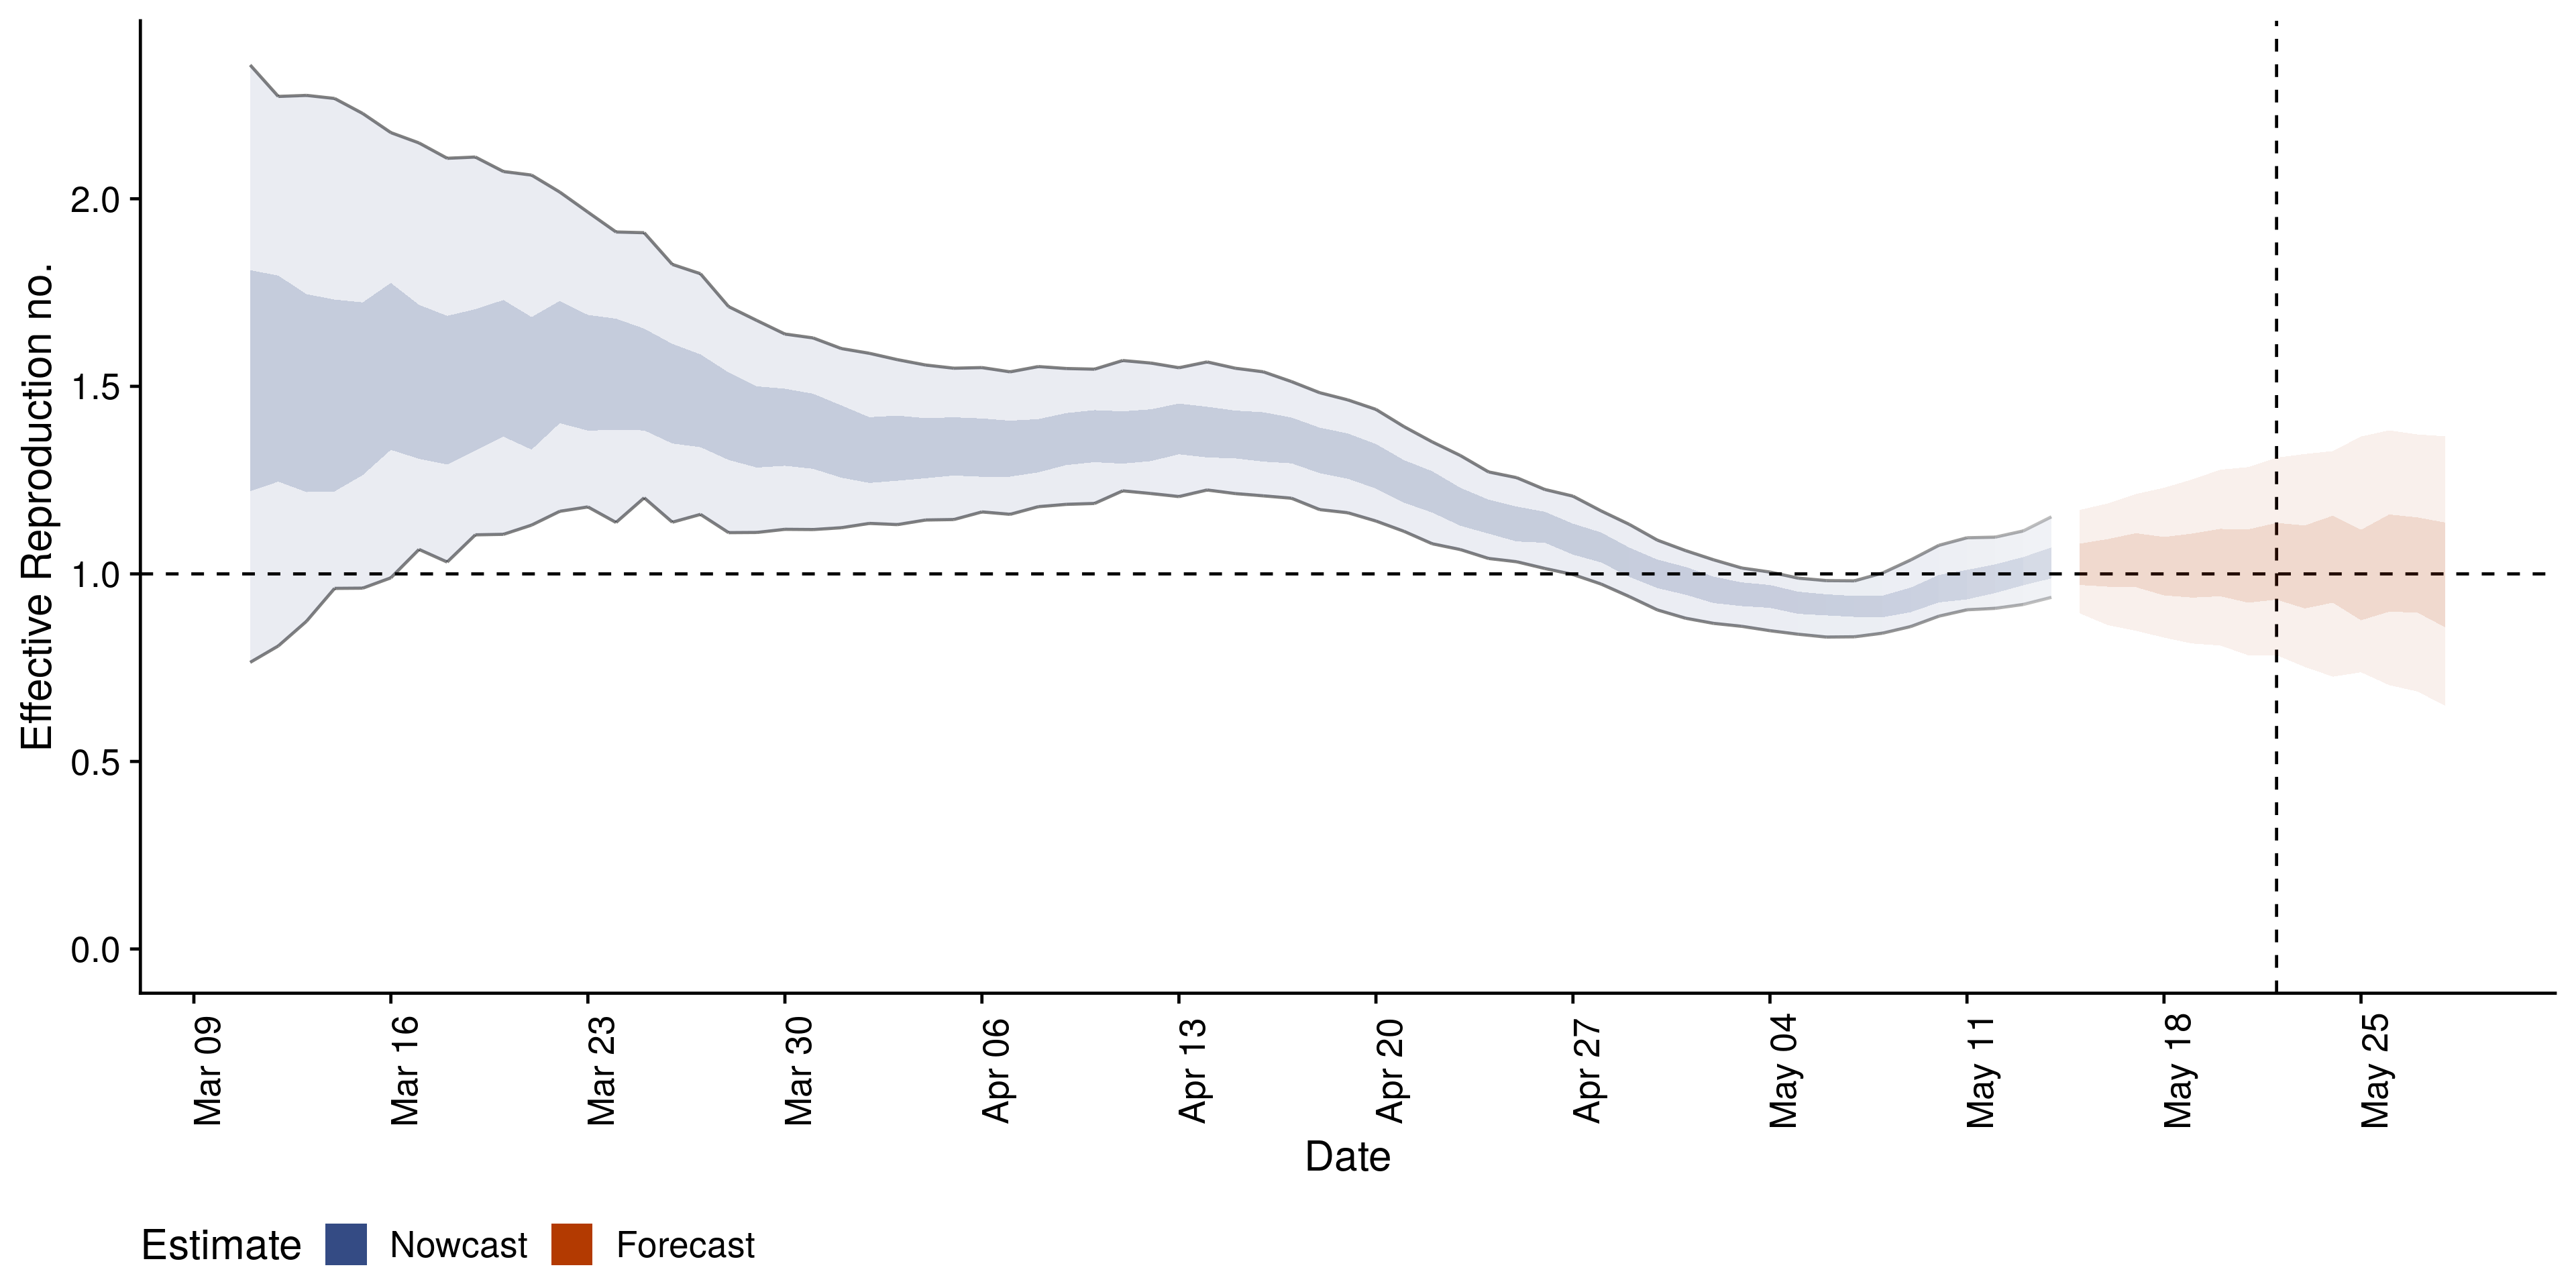 Effective Reproduction no.
2.0
1.5
1.0
0.5
0.0
Mar 09
Mar 16
Mar 23
Mar 30
Apr 06
Apr 13
Apr 20
Apr 27
May 04
May 11
May 18
May 25
Date
Estimate Nowcast Forecast